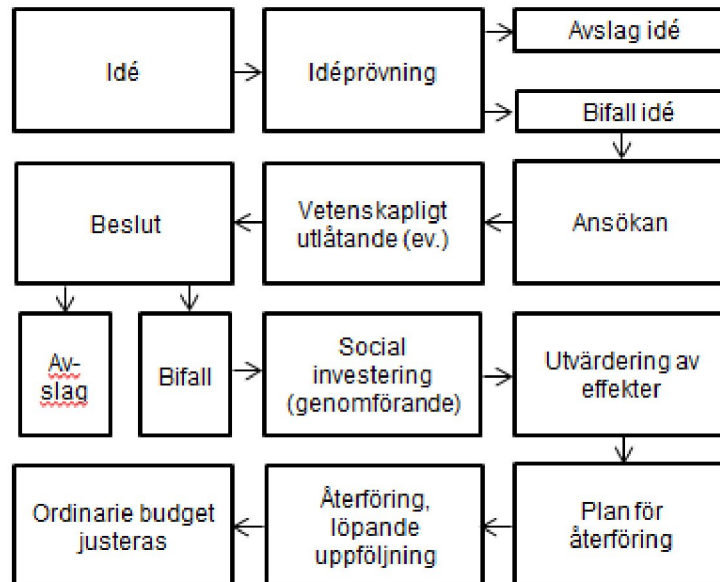 Idé
Idéprövning
Avslag idé
Bifall idé
Ansökan
Vetenskapligt
utlåtande (ev.)
Beslut
Av-
slag
Bifall
Social
investering
(genomförande)
Utvärdering av
effekter
Plan för
återföring
Återföring,
löpande
uppföljning
Ordinarie budget
justeras